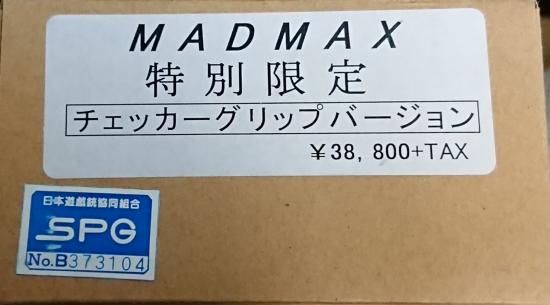 MADMAX
特別限定
チェッカーグリップバージョン
￥38,800+TAX
日本遊戯銃協同組合
SPG
No.B373104